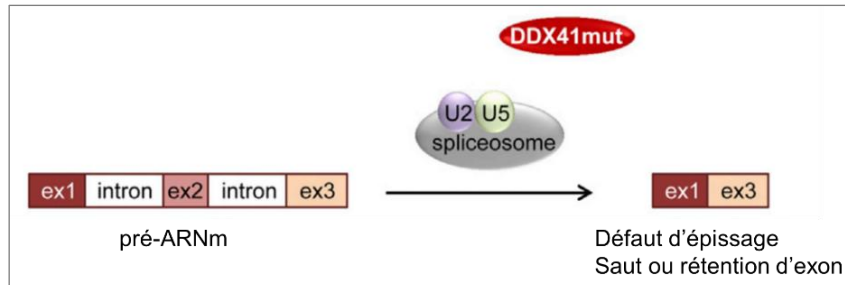 DDX41mut
U2 U5
spliceosome
ex1 intron ex2 intron ex3
ex1 ex3
pré-ARNm
Défaut d'épissage
Saut ou rétention d'exon